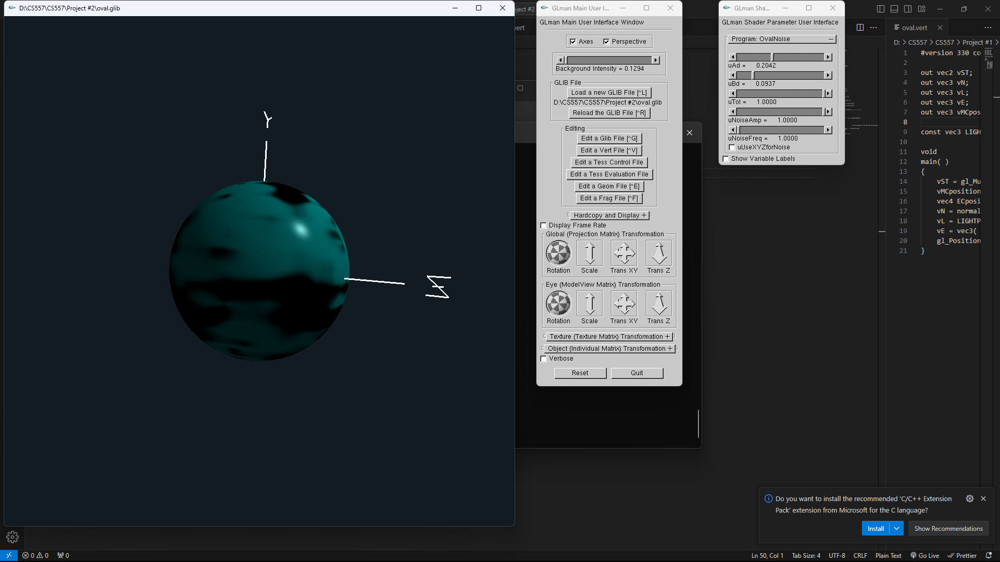 D:\CS557\CS557\Project #2\oval.glib
Y
Z
oject #2
vert
GLman Main User I...
GLman Main User Interface Window
Axes
Perspective
Background Intensity = 0.1294
GLIB File
Load a new GLIB File [^L]
D:\CS557\CS557\Project #2\oval.glib
Reload the GLIB File [^R]
Editing
Edit a Glib File [^G]
Edit a Vert File [^V]
Edit a Tess Control File
Edit a Tess Evaluation File
Edit a Geom File [^E]
Edit a Frag File [^F]
Hardcopy and Display +
Display Frame Rate
Global (Projection Matrix) Transformation
Rotation Scale Trans XY Trans Z
Eye (ModelView Matrix) Transformation
Rotation Scale Trans XY Trans Z
Texture (Texture Matrix) Transformation +
Object (Individual Matrix) Transformation +
Verbose
Reset
Quit
GLman Sha...
GLman Shader Parameter User Interface
Program: OvalNoise
uAd = 0.2042
uBd = 0.0937
uTol = 1.0000
uNoiseAmp = 1.0000
uNoiseFreq = 1.0000
uUseXYZforNoise
Show Variable Labels
oval.vert
D: > CS557 > CS557 > Project #1 >
1 #version 330 co
2
3 out vec2 vST;
4 out vec3 vN;
5 out vec3 vL;
6 out vec3 vE;
7 out vec3 vMCpos
8
9 const vec3 LIGH
10
11 void
12 main( )
13 {
14 vST = gl_Mu
15 vMCposition
16 vec4 ECposi
17 vN = normal
18 vL = LIGHTP
19 vE = vec3(
20 gl_Position
21 }
Do you want to install the recommended 'C/C++ Extension
Pack' extension from Microsoft for the C language?
Install
Show Recommendations
0 0 0
Ln 50, Col 1
Tab Size: 4
UTF-8
CRLF
Plain Text
Go Live
Prettier